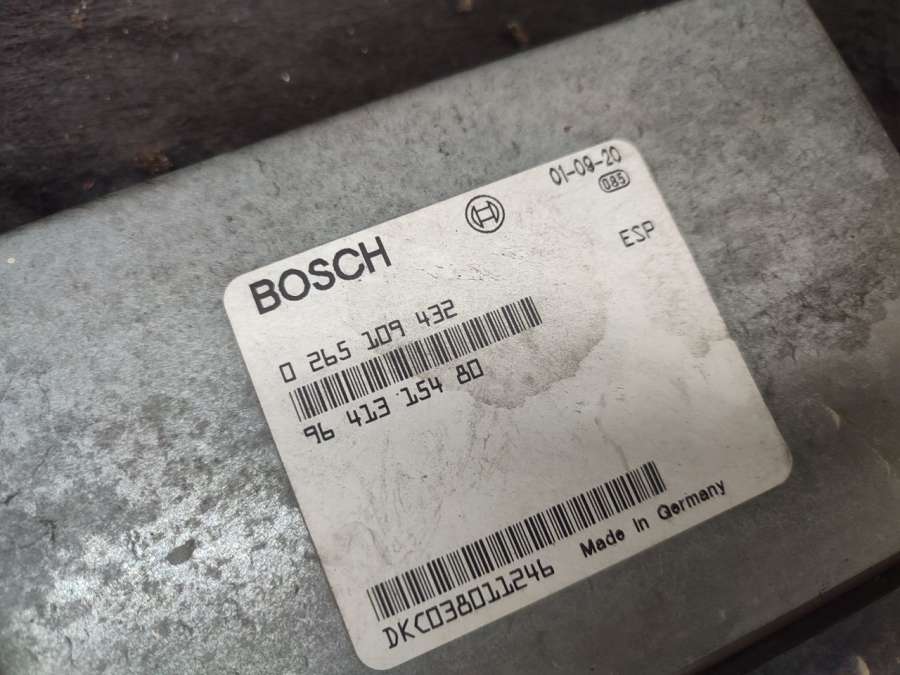 BOSCH
01-09-20
085
ESP
0 265 109 432
96 413 154 80
DKC038011246
Made In Germany